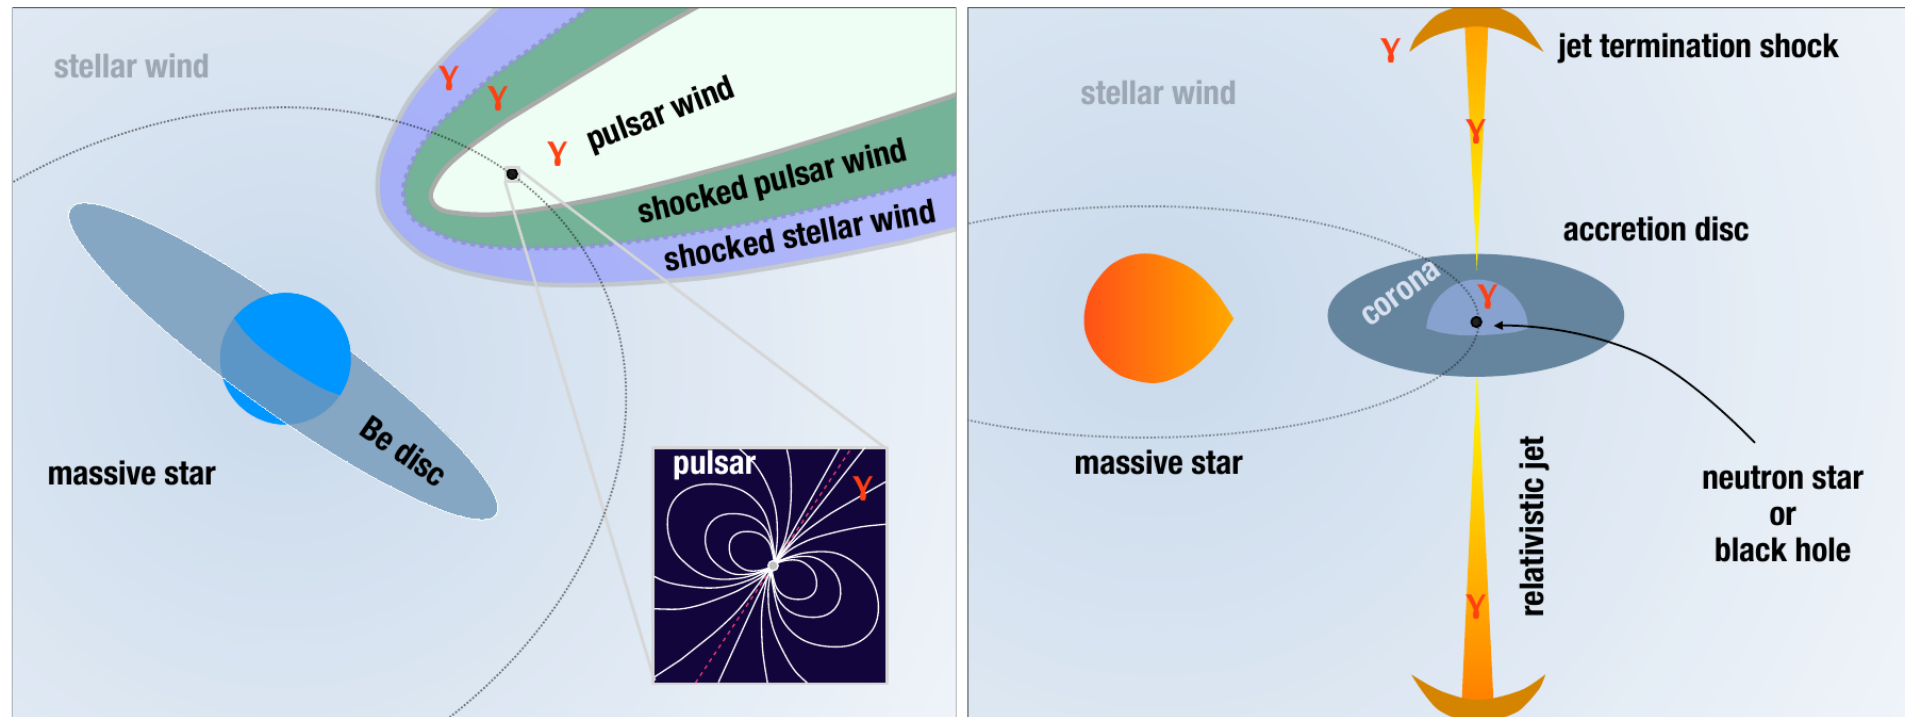 stellar wind
γ
γ
γ
pulsar wind
shocked pulsar wind
shocked stellar wind
Be disc
massive star
pulsar
γ
γ
jet termination shock
stellar wind
γ
accretion disc
corona
γ
massive star
relativistic jet
neutron star
or
black hole
γ